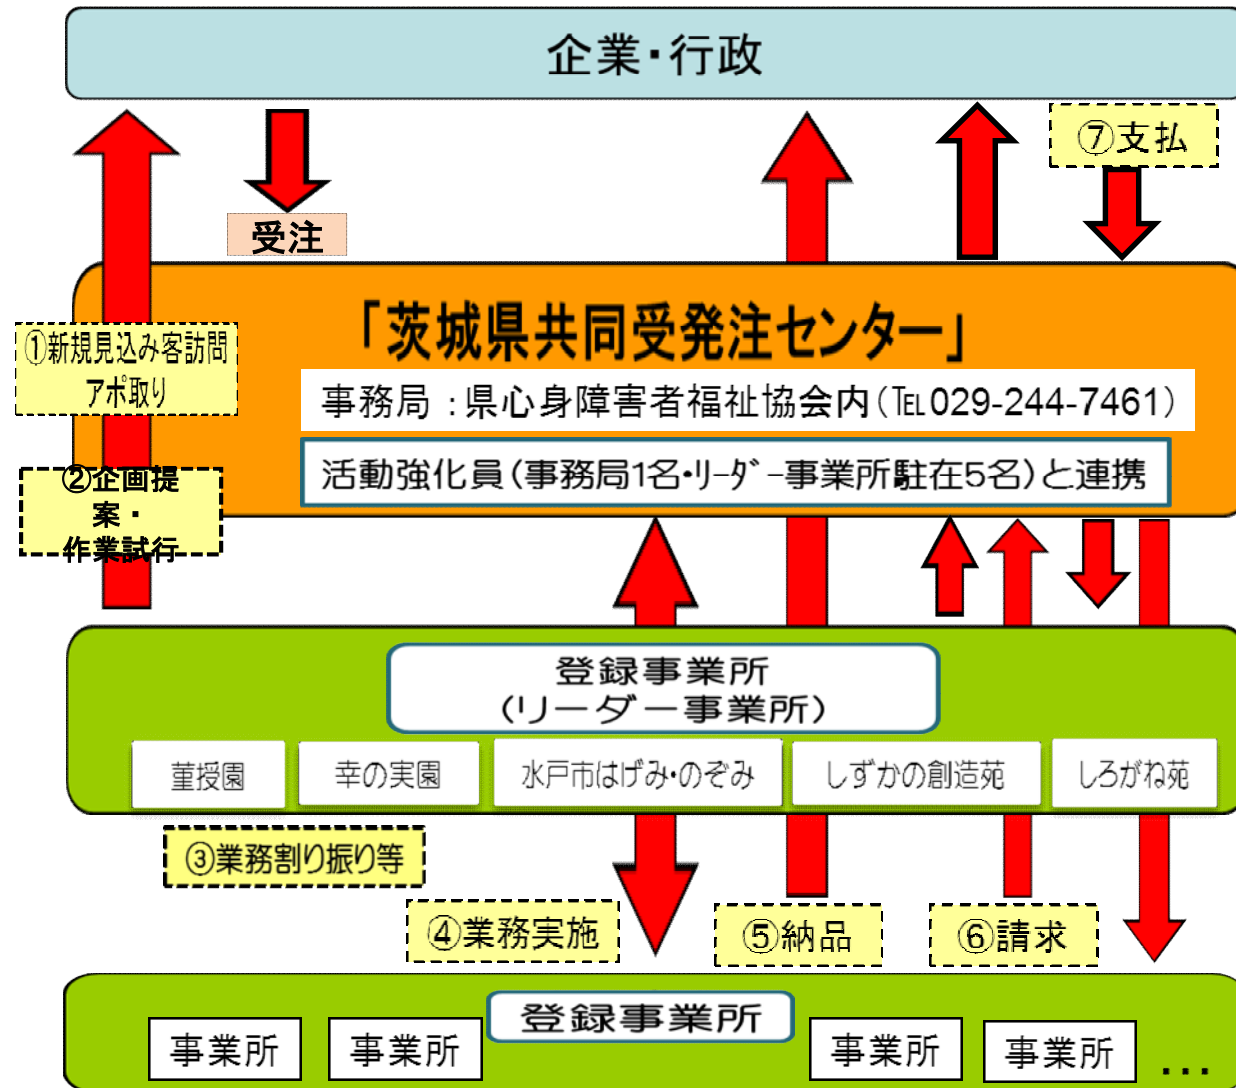 企業・行政
⑦支払
受注
「茨城県共同受発注センター」
①新規見込み客訪問
アポ取り
事務局：県心身障害者福祉協会内（℡029-244-7461）
活動強化員（事務局1名・ﾘｰﾀﾞｰ事業所駐在5名）と連携
②企画提
案・
作業試行
登録事業所
（リーダー事業所）
菫授園
幸の実園
水戸市はげみ・のぞみ
しずかの創造苑
しろがね苑
③業務割り振り等
④業務実施
⑤納品
⑥請求
登録事業所
事業所
事業所
事業所
事業所
…